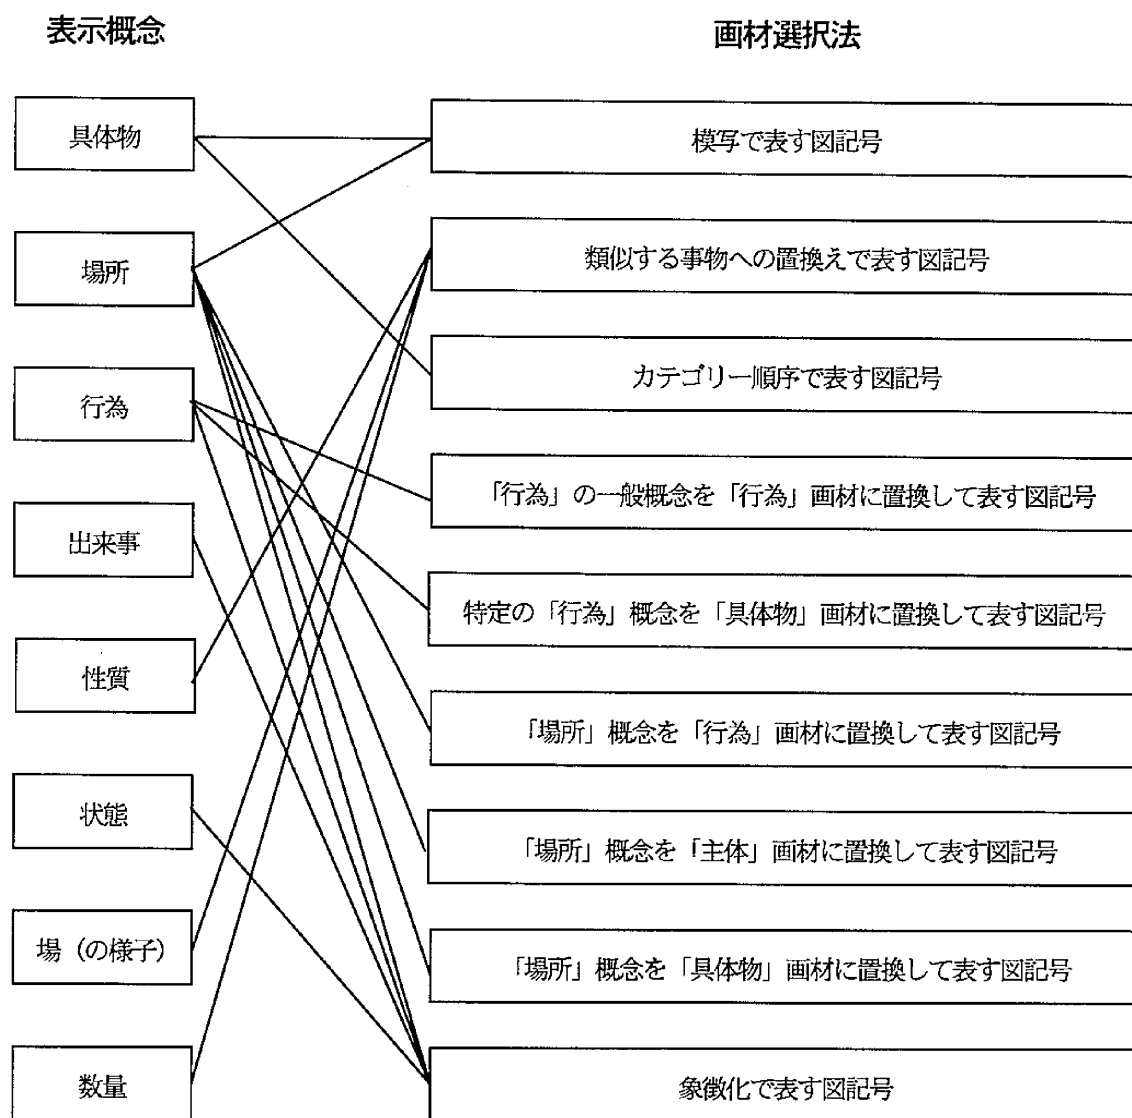 表示概念
画材選択法
具体物
場所
行為
出来事
性質
状態
場（の様子）
数量
模写で表す図記号
類似する事物への置換えで表す図記号
カテゴリー順序で表す図記号
「行為」の一般概念を「行為」画材に置換して表す図記号
特定の「行為」概念を「具体物」画材に置換して表す図記号
「場所」概念を「行為」画材に置換して表す図記号
「場所」概念を「主体」画材に置換して表す図記号
「場所」概念を「具体物」画材に置換して表す図記号
象徴化で表す図記号